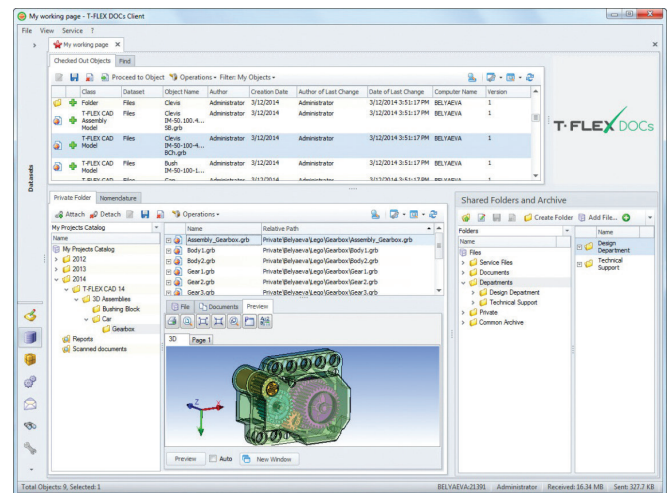 My working page - T-FLEX DOCs Client
File View Service ?
My working page
Checked Out Objects Find
Proceed to Object Operations Filter: My Objects
Class Dataset Object Name Author Creation Date Author of Last Change Date of Last Change Computer Name Version
Folder Files Clevis Administrator 3/12/2014 Administrator 3/12/2014 3:51:17 PM BELYAEVA 1
T-FLEX CAD Assembly Model Files Clevis IM-50.100.4... SB.grb Administrator 3/12/2014 Administrator 3/12/2014 3:51:17 PM BELYAEVA 1
T-FLEX CAD Model Files Clevis IM-50-100-4... BCh.grb Administrator 3/12/2014 Administrator 3/12/2014 3:51:17 PM BELYAEVA 1
T-FLEX CAD Model Files Bush IM-50-100-1... Administrator 3/12/2014 Administrator 3/12/2014 3:51:17 PM BELYAEVA 1
T-FLEX DOCs
Datasets
Private Folder Nomenclature
Attach Detach Operations
My Projects Catalog
Name
My Projects Catalog
2012
2013
2014
T-FLEX CAD 14
3D Assemblies
Bushing Block
Car
Gearbox
Reports
Scanned documents
Name Relative Path
Assembly_Gearbox.grb Private\Belyaeva\Lego\Gearbox\Assembly_Gearbox.grb
Body1.grb Private\Belyaeva\Lego\Gearbox\Body1.grb
Body2.grb Private\Belyaeva\Lego\Gearbox\Body2.grb
Gear1.grb Private\Belyaeva\Lego\Gearbox\Gear1.grb
Gear2.grb Private\Belyaeva\Lego\Gearbox\Gear2.grb
Gear3.grb Private\Belyaeva\Lego\Gearbox\Gear3.grb
File Documents Preview
3D Page 1
Z X
Preview Auto New Window
Shared Folders and Archive
Create Folder Add File...
Folders
Name
Files
Service Files
Documents
Departments
Design Department
Technical Support
Private
Common Archive
Name
Design Department
Technical Support
Total Objects: 9, Selected: 1
BELYAEVA:21391 Administrator Received: 16.34 MB Sent: 327.7 KB